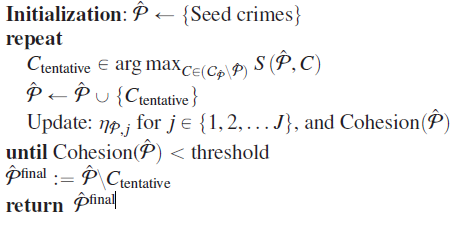 Initialization: 𝒫̂ ← {Seed crimes}
repeat
C_tentative ∈ arg max_{C∈(C_𝒫̂\𝒫̂)} S(𝒫̂, C)
𝒫̂ ← 𝒫̂ ∪ {C_tentative}
Update: η_{𝒫̂,j} for j ∈ {1, 2, ... J}, and Cohesion(𝒫̂)
until Cohesion(𝒫̂) < threshold
𝒫̂^final := 𝒫̂\C_tentative
return 𝒫̂^final